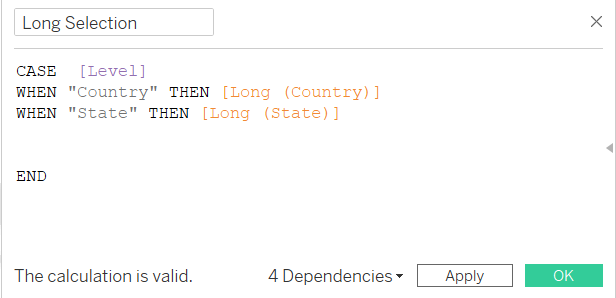 Long Selection
CASE  [Level]
WHEN "Country" THEN [Long (Country)]
WHEN "State" THEN [Long (State)]
END
The calculation is valid. 4 Dependencies Apply OK